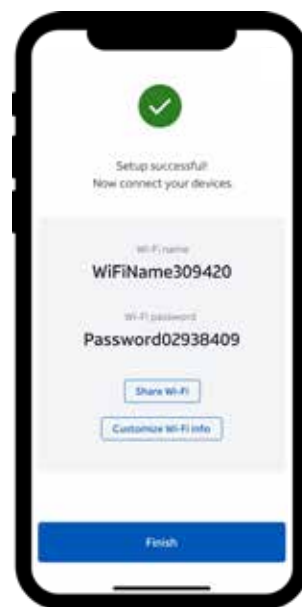 Setup successful!
Now connect your devices.
Wi-Fi name
WiFiName309420
Wi-Fi password
Password02938409
Share Wi-Fi
Customize Wi-Fi info
Finish